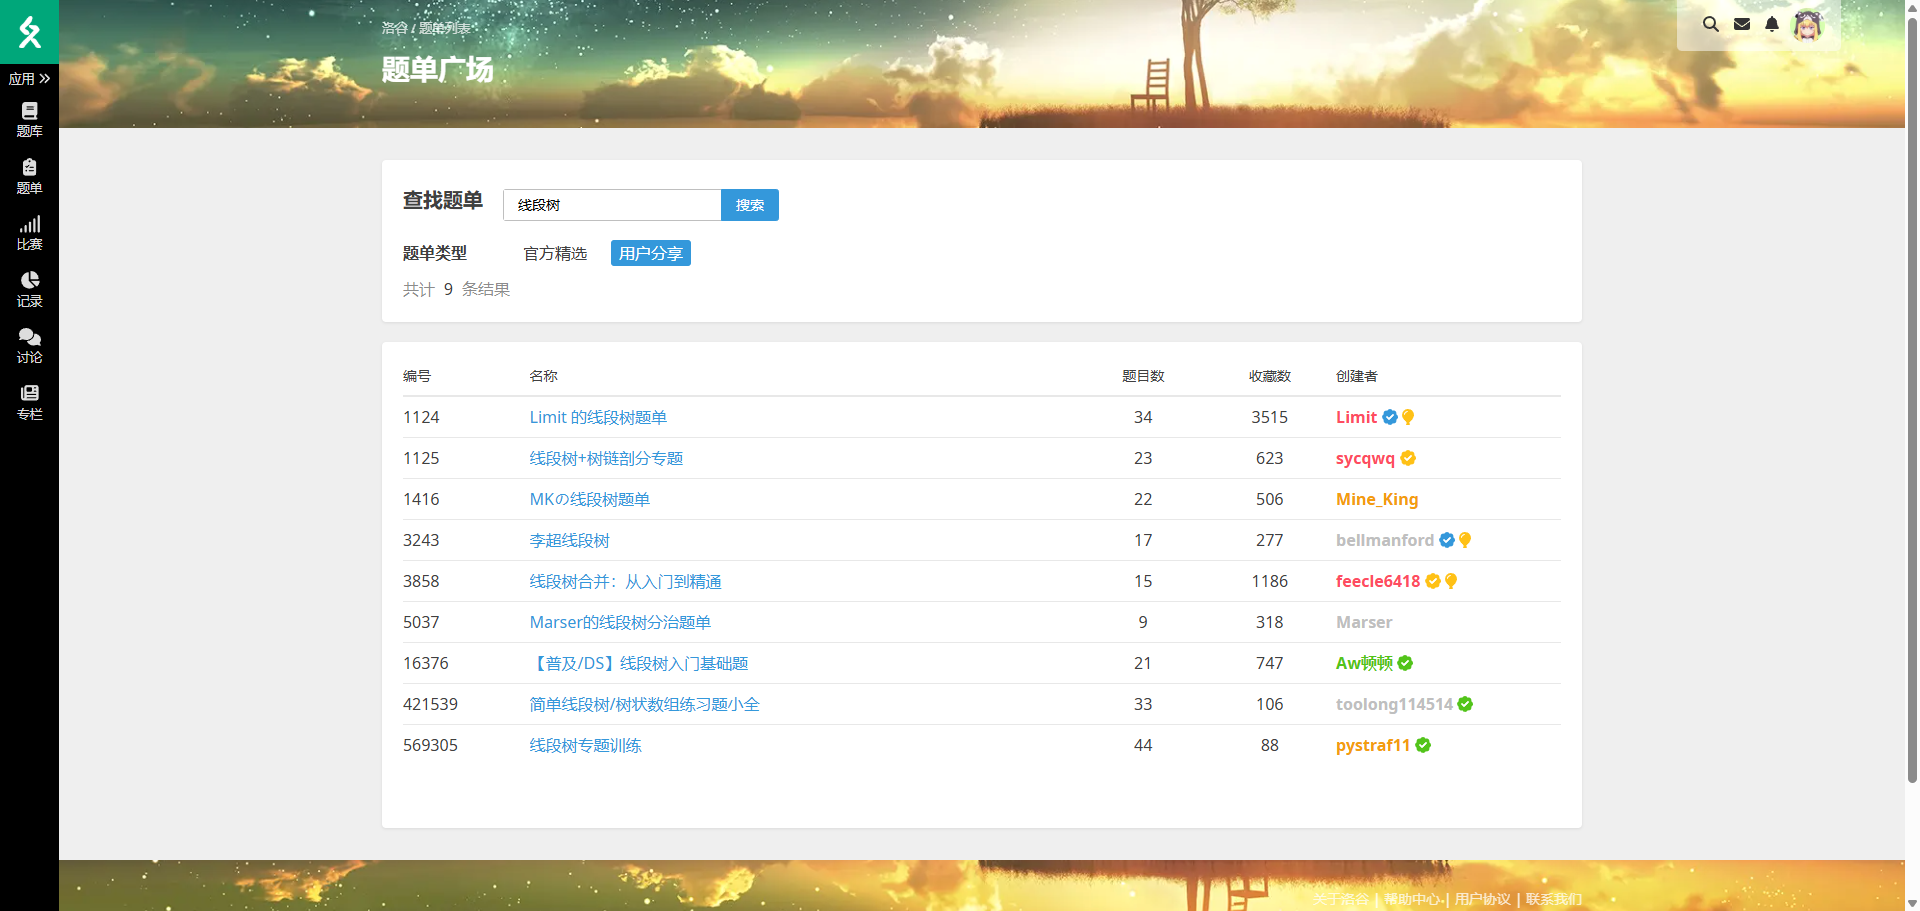 洛谷 / 题单列表
题单广场
应用
题库
题单
比赛
记录
讨论
专栏
查找题单 线段树 搜索
题单类型 官方精选 用户分享
共计 9 条结果
编号 名称 题目数 收藏数 创建者
1124 Limit 的线段树题单 34 3515 Limit
1125 线段树+树链剖分专题 23 623 sycqwq
1416 MKの线段树题单 22 506 Mine_King
3243 李超线段树 17 277 bellmanford
3858 线段树合并：从入门到精通 15 1186 feecle6418
5037 Marser的线段树分治题单 9 318 Marser
16376 【普及/DS】线段树入门基础题 21 747 Aw顿顿
421539 简单线段树/树状数组练习题小全 33 106 toolong114514
569305 线段树专题训练 44 88 pystraf11
关于洛谷 | 帮助中心 | 用户协议 | 联系我们